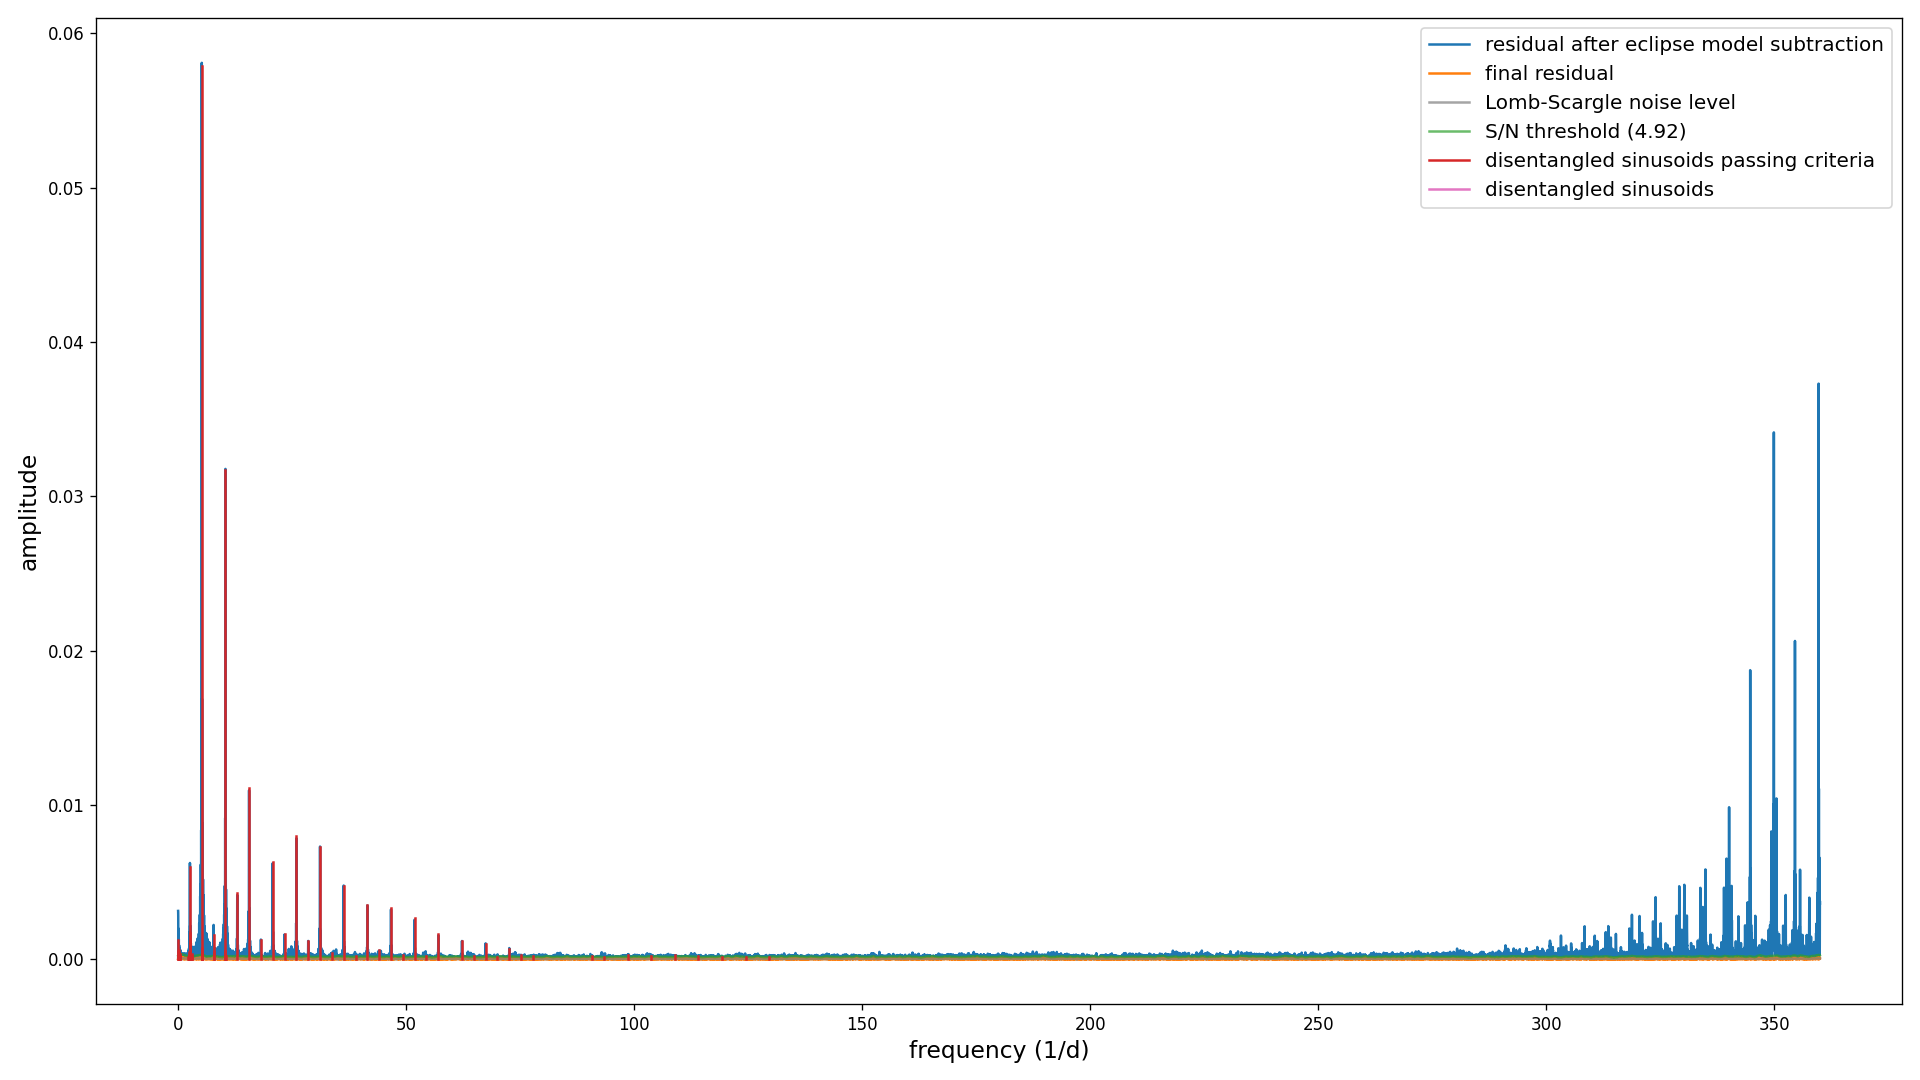 residual after eclipse model subtraction
final residual
Lomb-Scargle noise level
S/N threshold (4.92)
disentangled sinusoids passing criteria
disentangled sinusoids
0.06
0.05
0.04
0.03
0.02
0.01
0.00
amplitude
0 50 100 150 200 250 300 350
frequency (1/d)